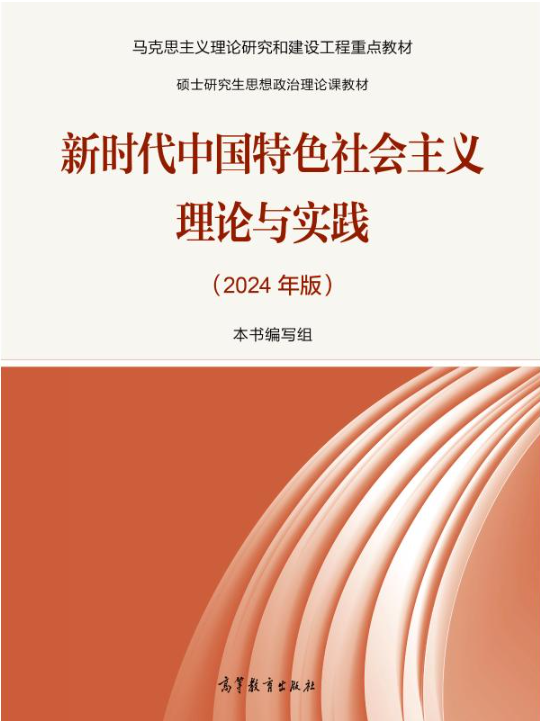 马克思主义理论研究和建设工程重点教材
硕士研究生思想政治理论课教材
新时代中国特色社会主义
理论与实践
（2024 年版）
本书编写组
高等教育出版社